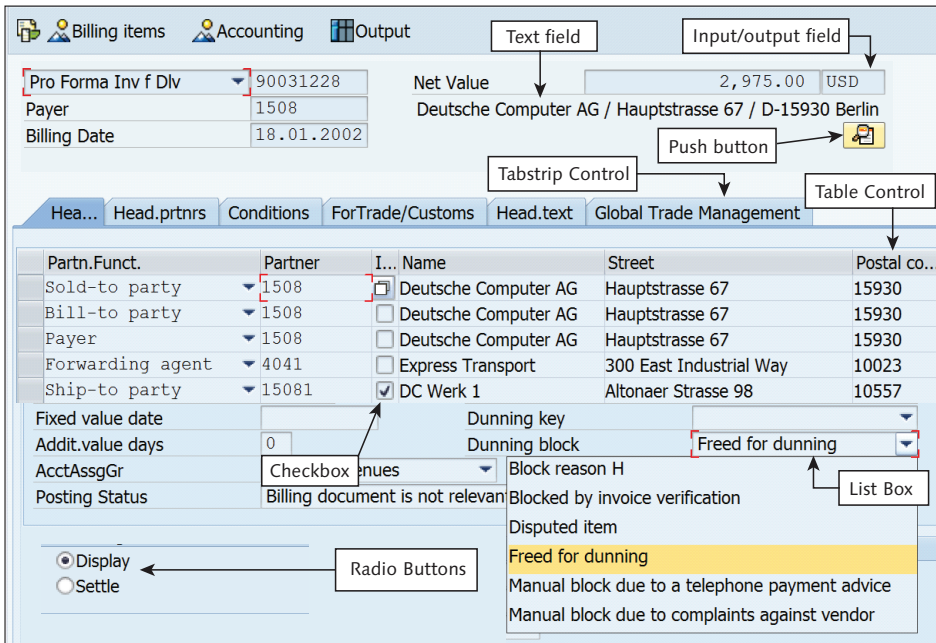 Billing items Accounting Output
Text field
Input/output field
Pro Forma Inv f Dlv 90031228 Net Value 2,975.00 USD
Payer 1508 Deutsche Computer AG / Hauptstrasse 67 / D-15930 Berlin
Billing Date 18.01.2002
Push button
Tabstrip Control
Table Control
Hea... Head.prtnrs Conditions ForTrade/Customs Head.text Global Trade Management
Partn.Funct. Partner I... Name Street Postal co...
Sold-to party 1508 Deutsche Computer AG Hauptstrasse 67 15930
Bill-to party 1508 Deutsche Computer AG Hauptstrasse 67 15930
Payer 1508 Deutsche Computer AG Hauptstrasse 67 15930
Forwarding agent 4041 Express Transport 300 East Industrial Way 10023
Ship-to party 15081 DC Werk 1 Altonaer Strasse 98 10557
Fixed value date Dunning key
Addit.value days 0 Dunning block Freed for dunning
AcctAssgGr enues
Checkbox
List Box
Posting Status Billing document is not relevan
Block reason H
Blocked by invoice verification
Disputed item
Freed for dunning
Manual block due to a telephone payment advice
Manual block due to complaints against vendor
Display
Settle
Radio Buttons